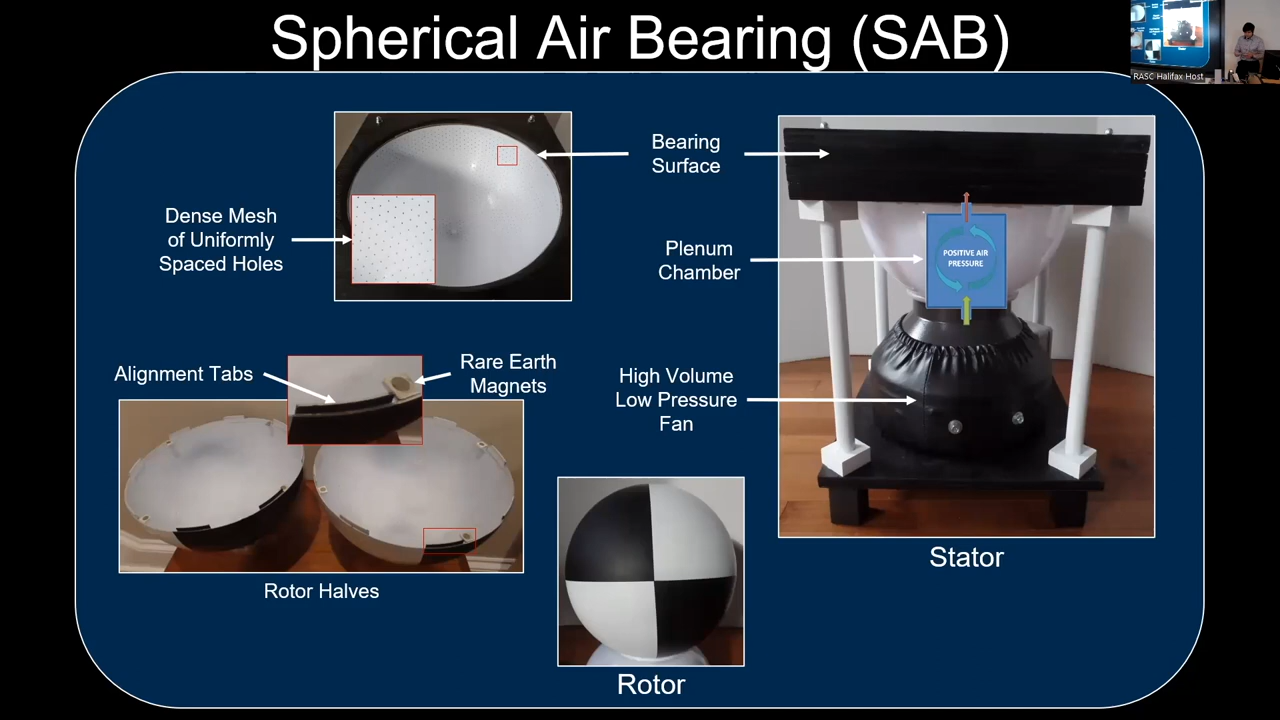 Spherical Air Bearing (SAB)
RASC Halifax Host
Bearing
Surface
Dense Mesh
of Uniformly
Spaced Holes
Plenum
Chamber
POSITIVE AIR
PRESSURE
Alignment Tabs
Rare Earth
Magnets
High Volume
Low Pressure
Fan
Rotor Halves
Stator
Rotor